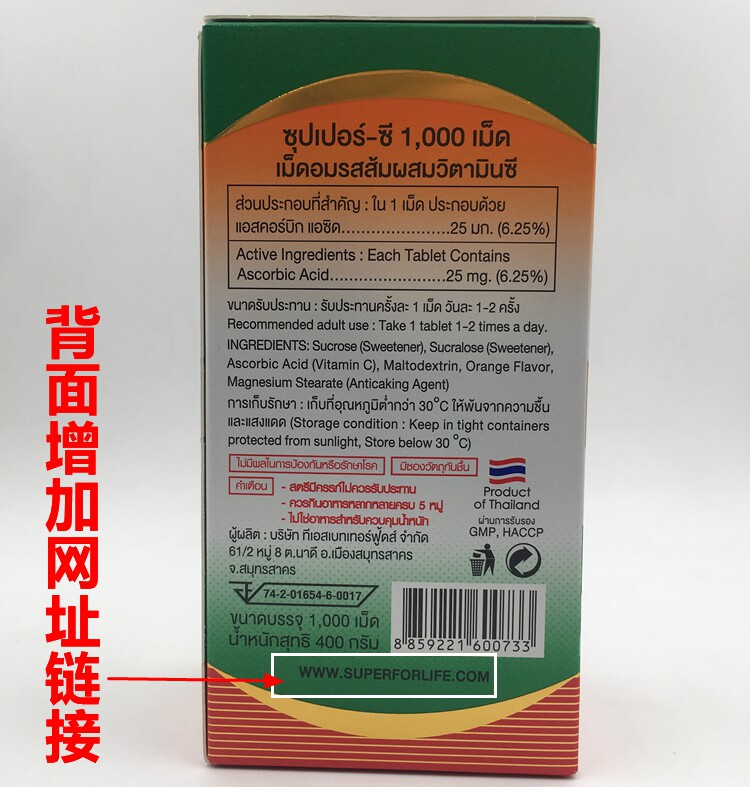 ซุปเปอร์-ซี 1,000 เม็ด
เม็ดอมรสส้มผสมวิตามินซี
ส่วนประกอบที่สำคัญ : ใน 1 เม็ด ประกอบด้วย
แอสคอร์บิก แอซิด......................25 มก. (6.25%)
Active Ingredients : Each Tablet Contains
Ascorbic Acid........................25 mg. (6.25%)
ขนาดรับประทาน : รับประทานครั้งละ 1 เม็ด วันละ 1-2 ครั้ง
Recommended adult use : Take 1 tablet 1-2 times a day.
INGREDIENTS: Sucrose (Sweetener), Sucralose (Sweetener),
Ascorbic Acid (Vitamin C), Maltodextrin, Orange Flavor,
Magnesium Stearate (Anticaking Agent)
การเก็บรักษา : เก็บที่อุณหภูมิต่ำกว่า 30°C ให้พ้นจากความชื้น
และแสงแดด (Storage condition : Keep in tight containers
protected from sunlight, Store below 30 °C)
ไม่มีผลในการป้องกันหรือรักษาโรค
มีซองวัตถุกันชื้น
คำเตือน
- สตรีมีครรภ์ไม่ควรรับประทาน
- ควรกินอาหารหลากหลายครบ 5 หมู่
- ไม่ใช่อาหารสำหรับควบคุมน้ำหนัก
Product
of Thailand
ผ่านการรับรอง
GMP, HACCP
ผู้ผลิต : บริษัท ทีเอสเบทเทอร์ฟู้ดส์ จำกัด
61/2 หมู่ 8 ต.นาดี อ.เมืองสมุทรสาคร
จ.สมุทรสาคร
74-2-01654-6-0017
ขนาดบรรจุ 1,000 เม็ด
น้ำหนักสุทธิ 400 กรัม
8 859221 600733
WWW.SUPERFORLIFE.COM
背面增加网址链接